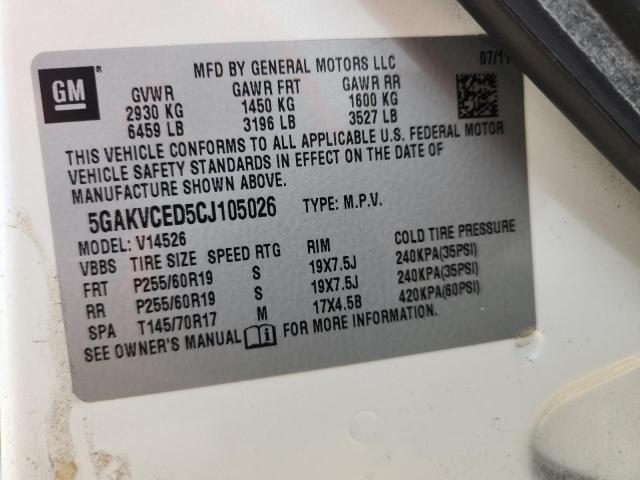 GM ®
MFD BY GENERAL MOTORS LLC 07/11
GVWR GAWR FRT GAWR RR
2930 KG 1450 KG 1600 KG
6459 LB 3196 LB 3527 LB
THIS VEHICLE CONFORMS TO ALL APPLICABLE U.S. FEDERAL MOTOR
VEHICLE SAFETY STANDARDS IN EFFECT ON THE DATE OF
MANUFACTURE SHOWN ABOVE.
5GAKVCED5CJ105026 TYPE: M.P.V.
MODEL: V14526
VBBS TIRE SIZE SPEED RTG RIM COLD TIRE PRESSURE
FRT P255/60R19 S 19X7.5J 240KPA(35PSI)
RR P255/60R19 S 19X7.5J 240KPA(35PSI)
SPA T145/70R17 M 17X4.5B 420KPA(60PSI)
SEE OWNER'S MANUAL i FOR MORE INFORMATION.